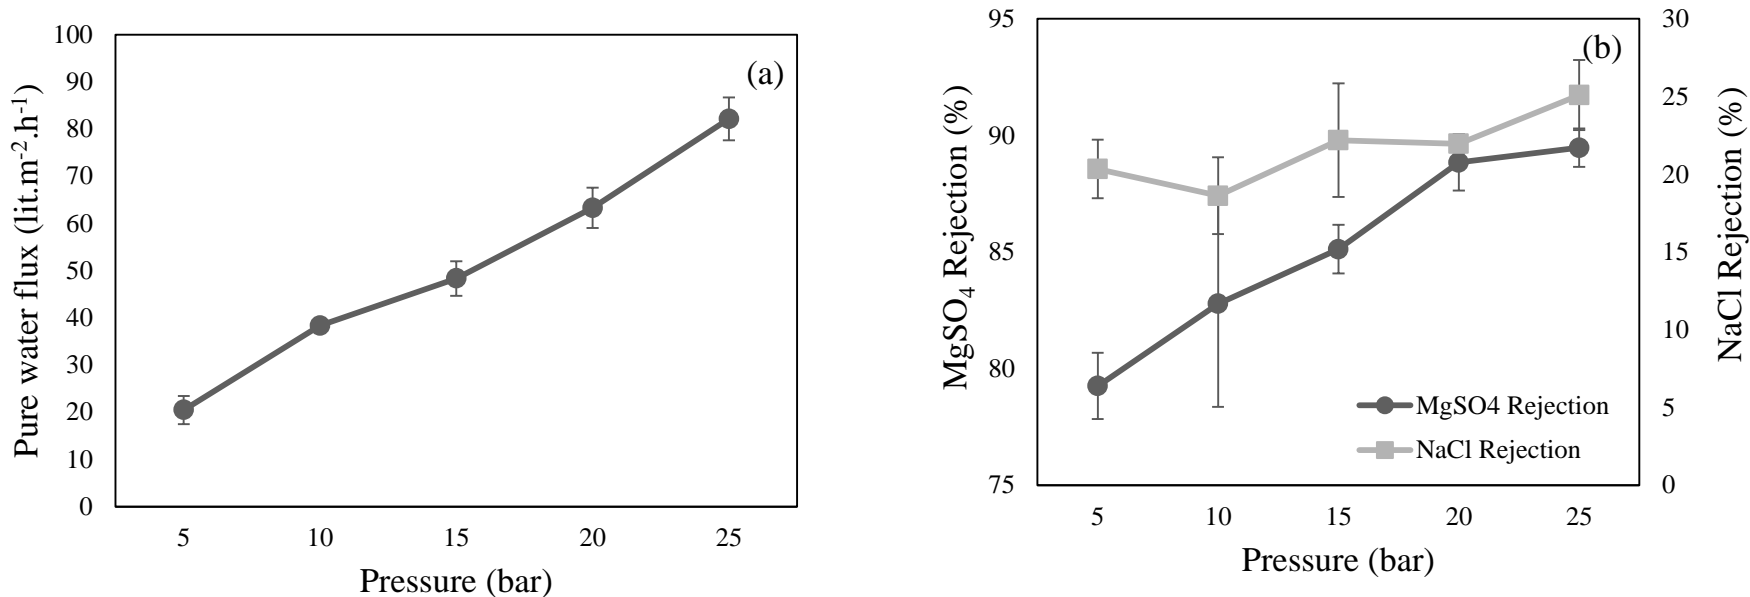 Pure water flux (lit.m-2.h-1)
100
90
80
70
60
50
40
30
20
10
0
5 10 15 20 25
Pressure (bar)
(a)
MgSO4 Rejection (%)
95
90
85
80
75
5 10 15 20 25
Pressure (bar)
(b)
MgSO4 Rejection
NaCl Rejection
30
25
20
15
10
5
0
NaCl Rejection (%)